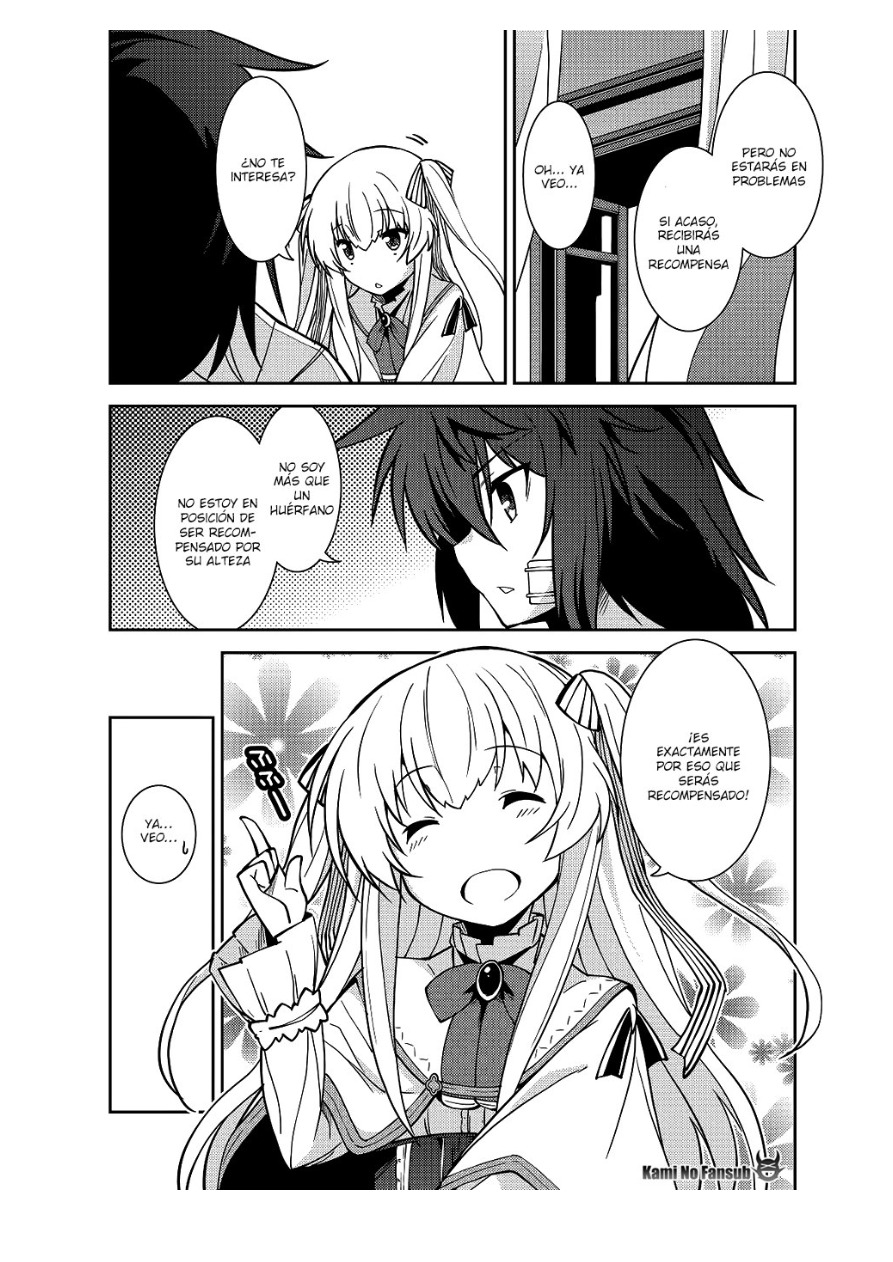 PERO NO
ESTARÁS EN
PROBLEMAS
SI ACASO,
RECIBIRÁS
UNA
RECOMPENSA
OH... YA
VEO...
¿NO TE
INTERESA?
NO SOY
MÁS QUE
UN
HUÉRFANO
NO ESTOY EN
POSICIÓN DE
SER RECOM-
PENSADO POR
SU ALTEZA
¡ES
EXACTAMENTE
POR ESO QUE
SERÁS
RECOMPENSADO!
YA...
VEO...
Kami No Fansub